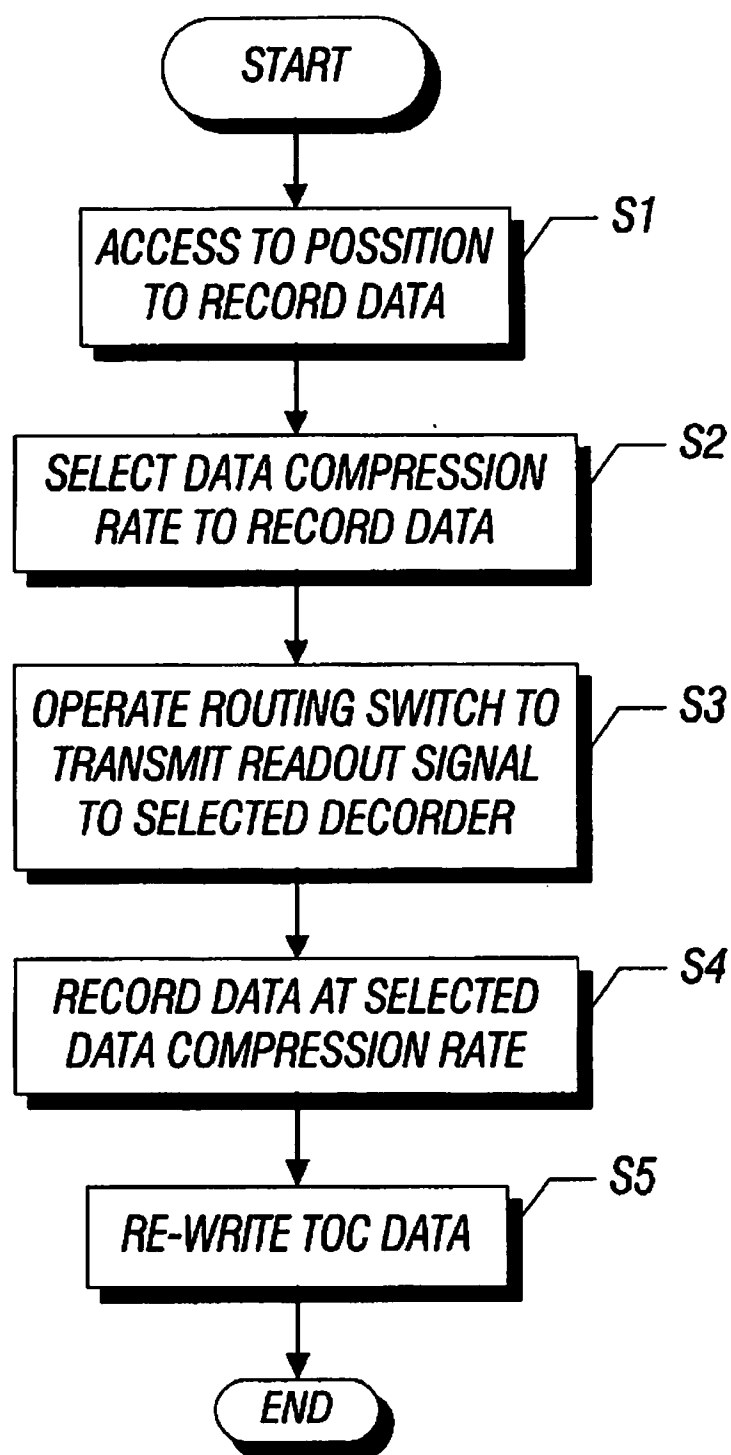 START
S1
ACCESS TO POSSITION
TO RECORD DATA
S2
SELECT DATA COMPRESSION
RATE TO RECORD DATA
S3
OPERATE ROUTING SWITCH TO
TRANSMIT READOUT SIGNAL
TO SELECTED DECORDER
S4
RECORD DATA AT SELECTED
DATA COMPRESSION RATE
S5
RE-WRITE TOC DATA
END